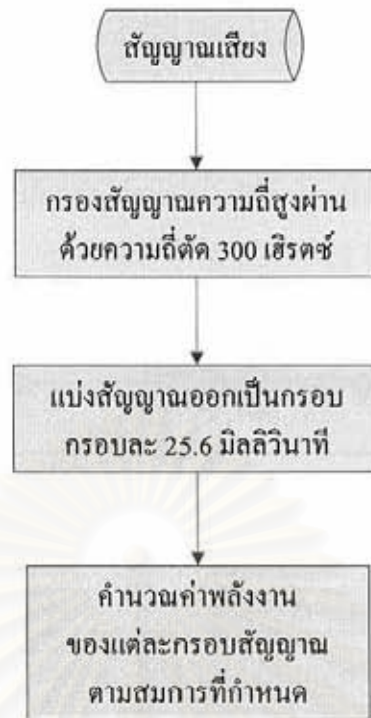 สัญญาณเสียง
กรองสัญญาณความถี่สูงผ่าน
ด้วยความถี่ตัด 300 เฮิรตซ์
แบ่งสัญญาณออกเป็นกรอบ
กรอบละ 25.6 มิลลิวินาที
คำนวณค่าพลังงาน
ของแต่ละกรอบสัญญาณ
ตามสมการที่กำหนด